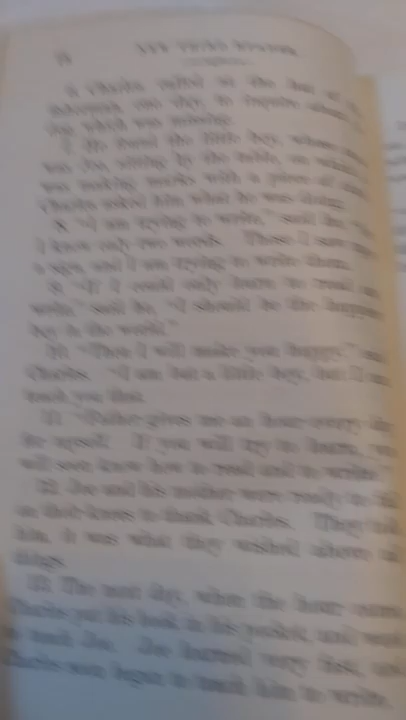 NEW THIRD READER
6. Charles called at the hut of
fisherman, one day, to inquire about
dog which was missing.
7. He found the little boy, whose
was Joe, sitting by the table, on which
was making marks with a piece of
Charles asked him what he was doing.
8. "I am trying to write," said he,
I know only two words. These I saw
a sign, and I am trying to write them.
9. "If I could only learn to read
write," said he, "I should be the happiest
boy in the world."
10. "Then I will make you happy," said
Charles. "I am but a little boy, but I can
teach you that.
11. "Father gives me an hour every
for myself. If you will try to learn, you
will soon know how to read and to write."
12. Joe and his mother were ready to fall
on their knees to thank Charles. They told
him, it was what they wished above all
things.
13. The next day, when the hour came,
Charles put his book in his pocket, and went
to teach Joe. Joe learned very fast, and
Charles soon began to teach him to write.